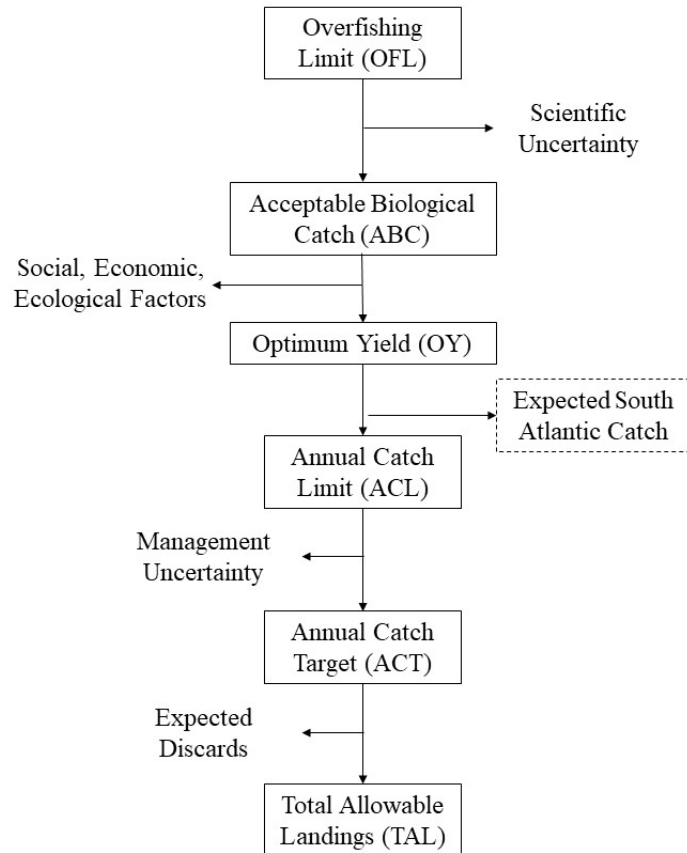 Overfishing
Limit (OFL)
Scientific
Uncertainty
Acceptable Biological
Catch (ABC)
Social, Economic,
Ecological Factors
Optimum Yield (OY)
Expected South
Atlantic Catch
Annual Catch
Limit (ACL)
Management
Uncertainty
Annual Catch
Target (ACT)
Expected
Discards
Total Allowable
Landings (TAL)